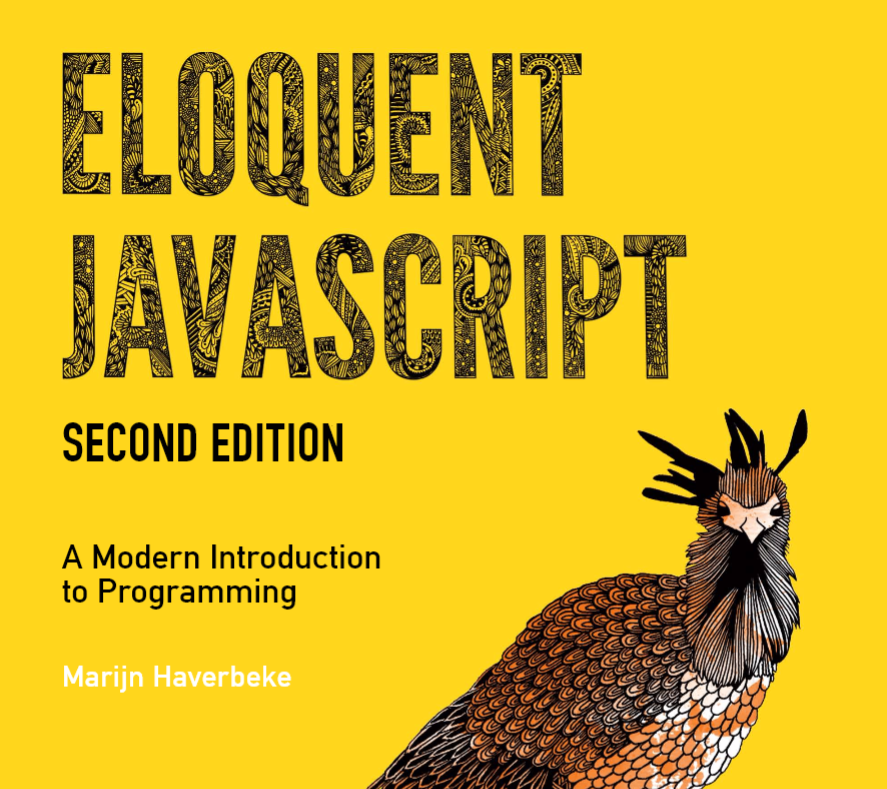 ELOQUENT
JAVASCRIPT
SECOND EDITION
A Modern Introduction
to Programming
Marijn Haverbeke